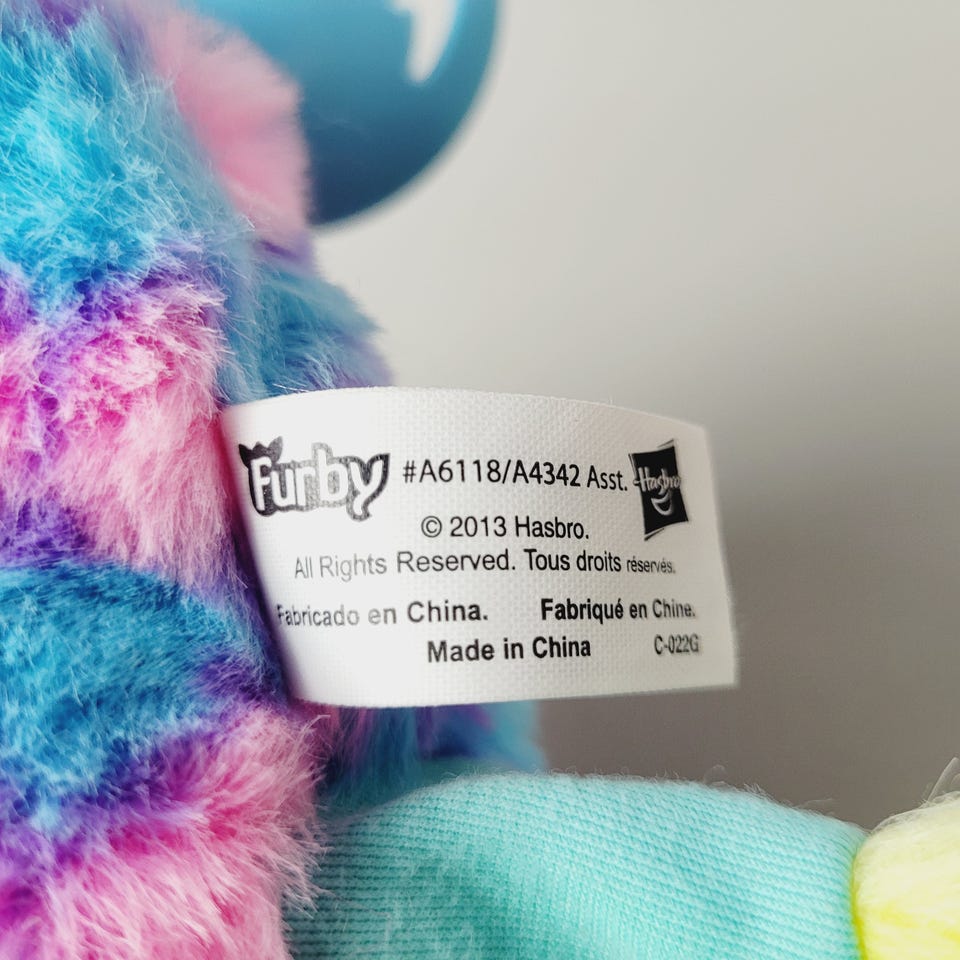 Furby #A6118/A4342 Asst. Hasbro
© 2013 Hasbro.
All Rights Reserved. Tous droits réservés.
Fabricado en China. Fabriqué en Chine.
Made in China C-022G